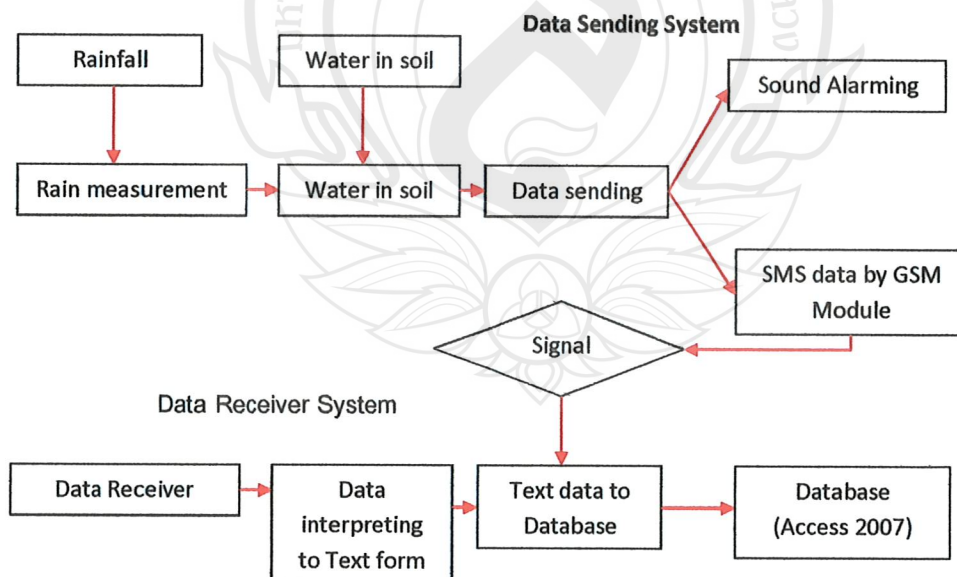 Data Sending System
Rainfall
Water in soil
Sound Alarming
Rain measurement
Water in soil
Data sending
SMS data by GSM
Module
Signal
Data Receiver System
Data Receiver
Data
interpreting
to Text form
Text data to
Database
Database
(Access 2007)